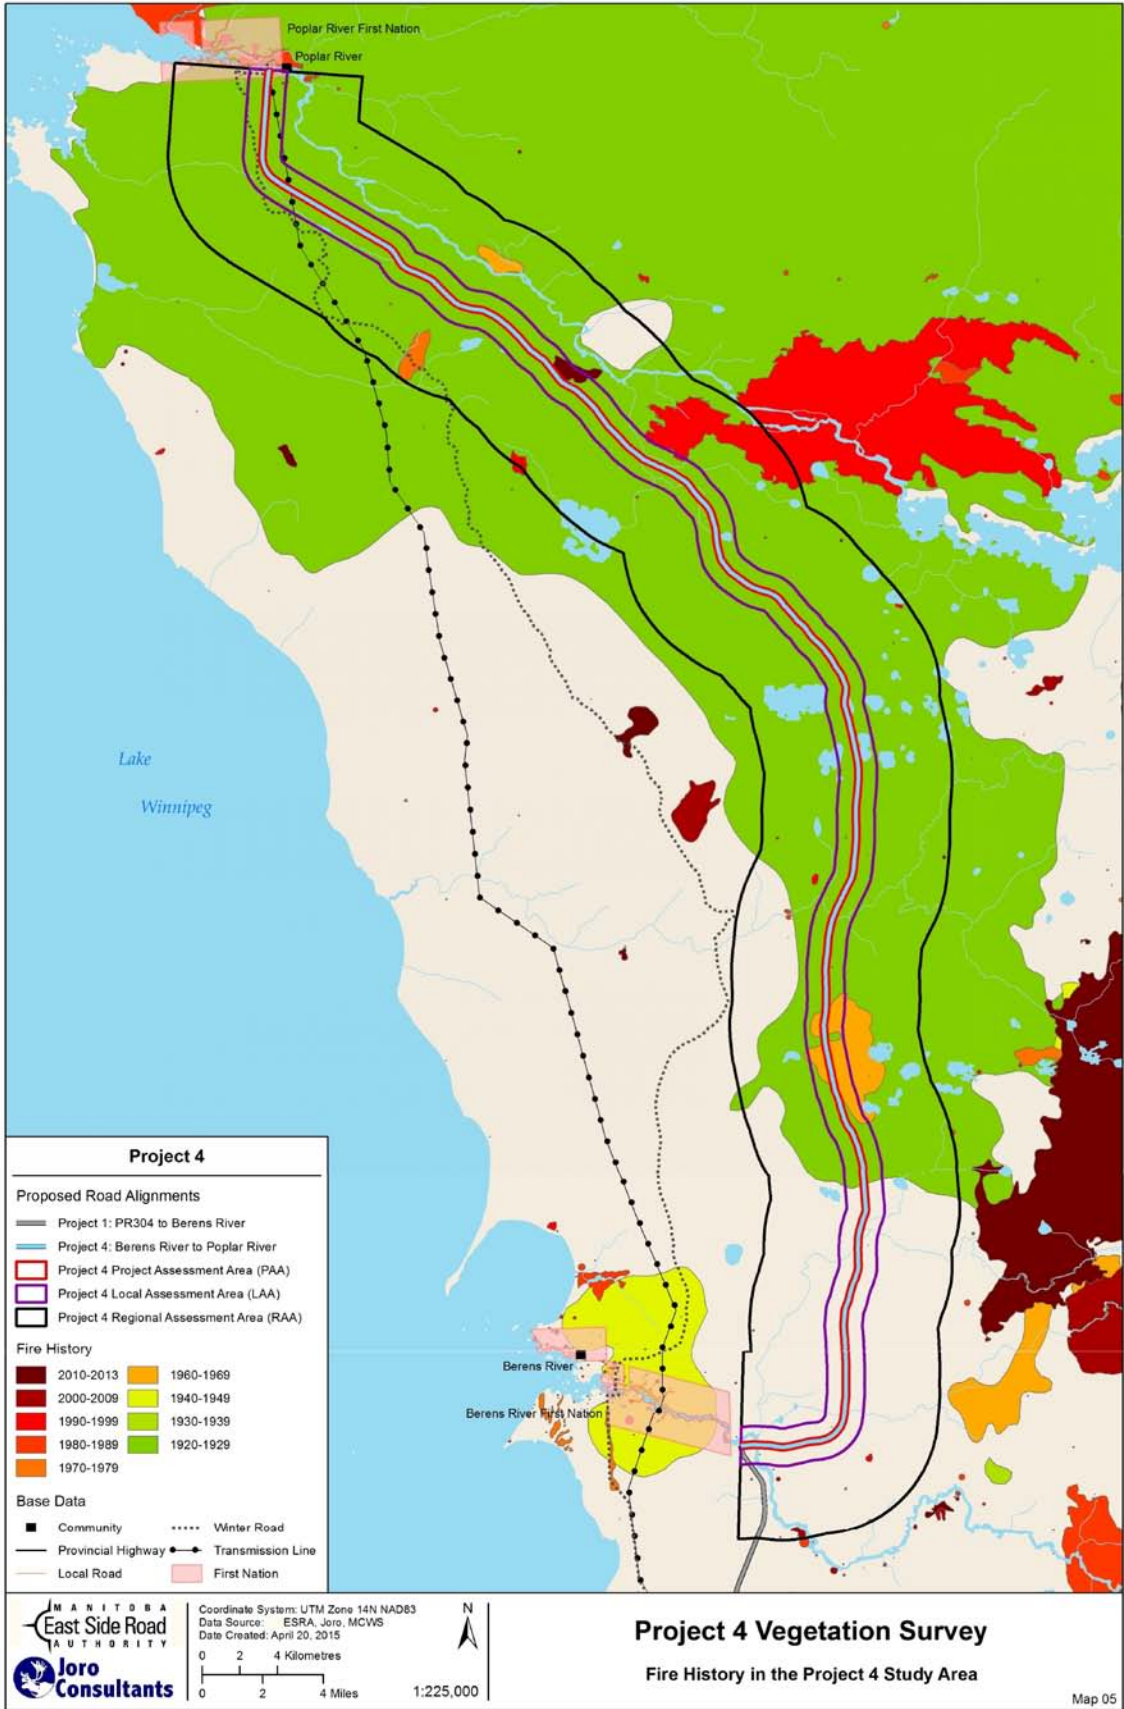 Poplar River First Nation
Poplar River
Lake
Winnipeg
Berens River
Berens River First Nation
Project 4
Proposed Road Alignments
Project 1: PR304 to Berens River
Project 4: Berens River to Poplar River
Project 4 Project Assessment Area (PAA)
Project 4 Local Assessment Area (LAA)
Project 4 Regional Assessment Area (RAA)
Fire History
2010-2013 1960-1969
2000-2009 1940-1949
1990-1999 1930-1939
1980-1989 1920-1929
1970-1979
Base Data
Community Winter Road
Provincial Highway Transmission Line
Local Road First Nation
MANITOBA
East Side Road
AUTHORITY
Joro
Consultants
Coordinate System: UTM Zone 14N NAD83
Data Source: ESRA, Joro, MCWS
Date Created: April 20, 2015
0 2 4 Kilometres
0 2 4 Miles
1:225,000
N
Project 4 Vegetation Survey
Fire History in the Project 4 Study Area
Map 05